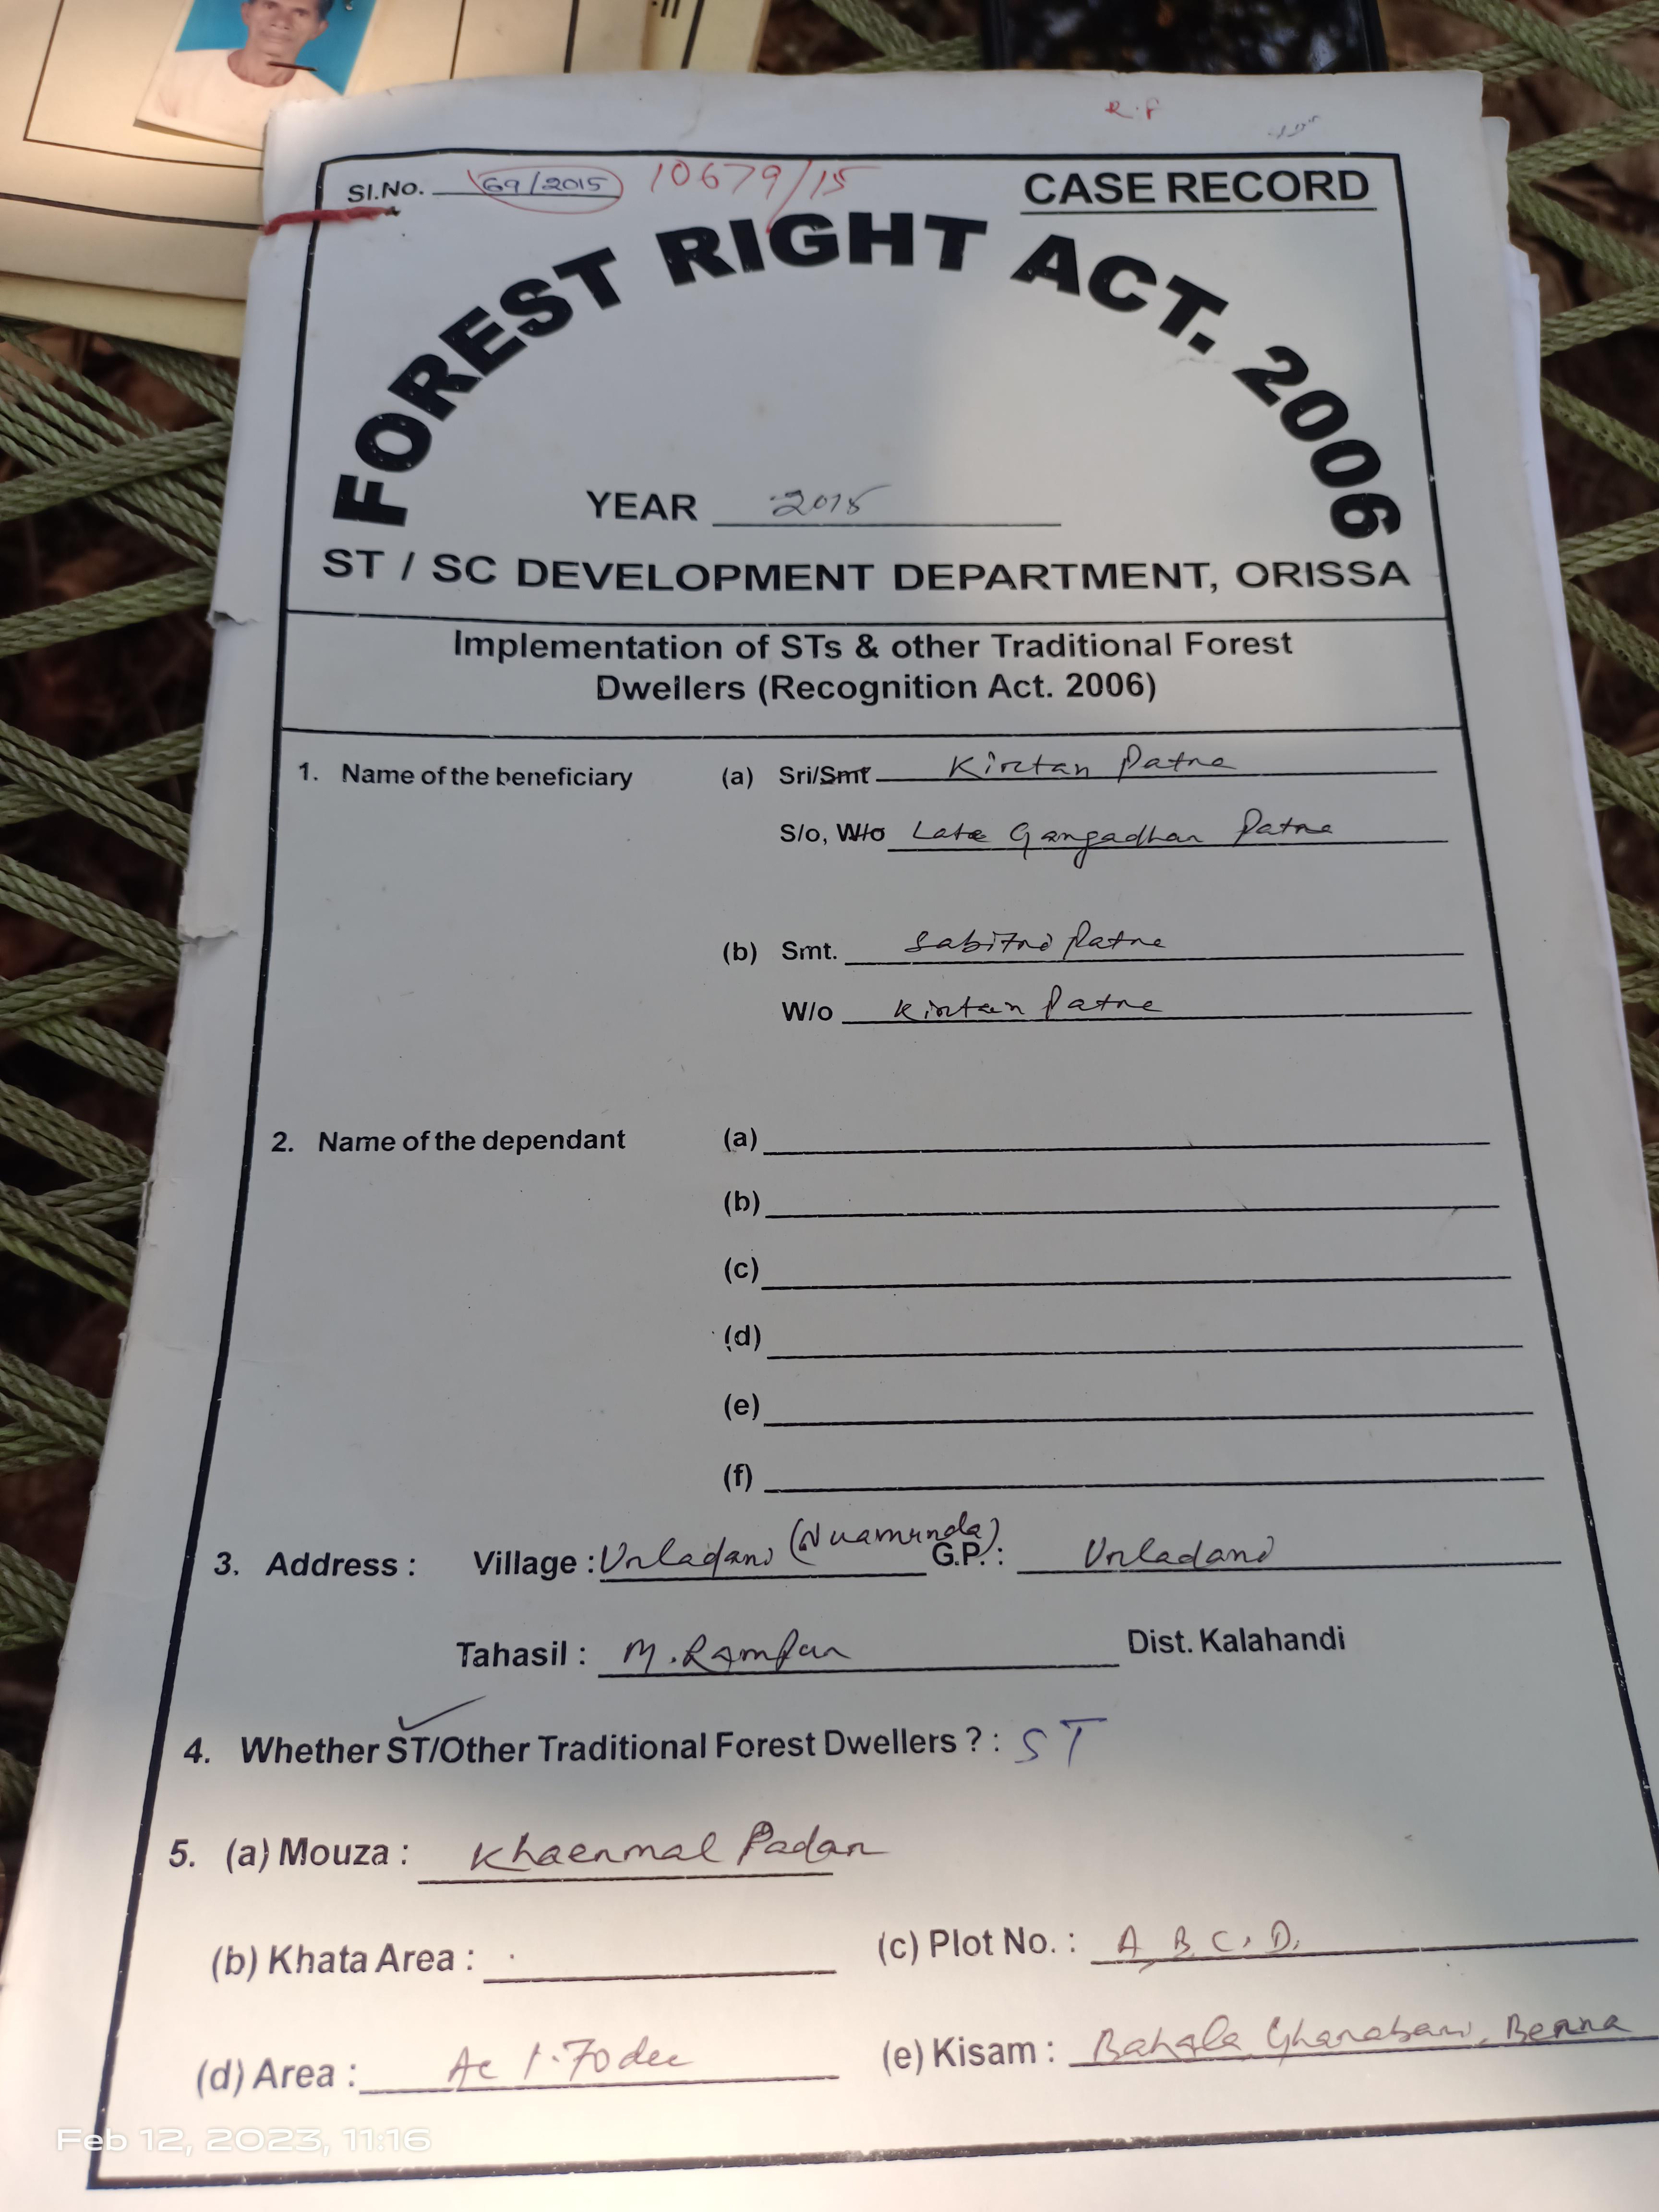 R.F
Sl.No. 69/2015 10679/15 CASE RECORD
FOREST RIGHT ACT. 2006
YEAR 2015
ST / SC DEVELOPMENT DEPARTMENT, ORISSA
Implementation of STs & other Traditional Forest
Dwellers (Recognition Act. 2006)
1. Name of the beneficiary (a) Sri/Smt Kirtan Patra
S/o, W/o Late Gangadhar Patra
(b) Smt. Sabitri Patra
W/o Kirtan Patra
2. Name of the dependant (a)
(b)
(c)
(d)
(e)
(f)
3. Address : Village : Urladani (Nuamunda) G.P. : Urladani
Tahasil : M. Rampur Dist. Kalahandi
4. Whether ST/Other Traditional Forest Dwellers ? : ST
5. (a) Mouza : Khaenmal Padar
(b) Khata Area : (c) Plot No. : A B, C, D,
(d) Area : Ac 1.70 dec (e) Kisam : Bahala, Gharabari, Berna
Feb 12, 2023, 11:16